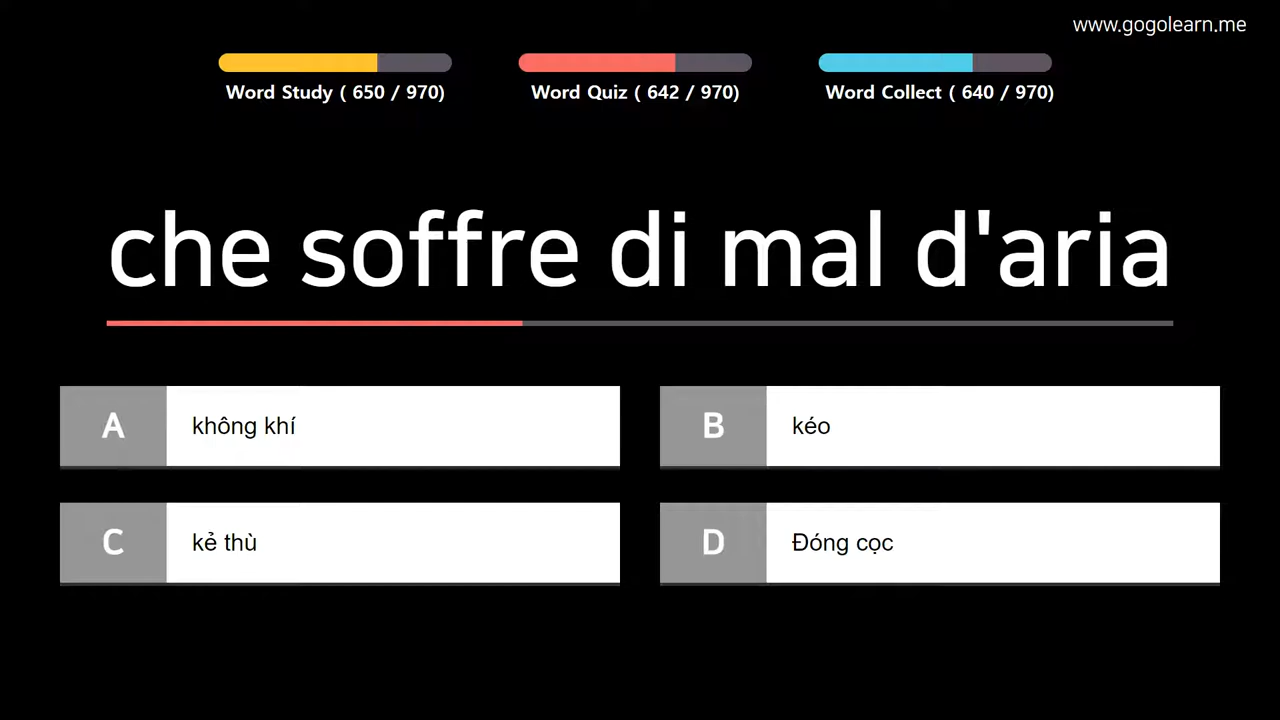 www.gogolearn.me
Word Study ( 650 / 970)
Word Quiz ( 642 / 970)
Word Collect ( 640 / 970)
che soffre di mal d'aria
A không khí
B kéo
C kẻ thù
D Đóng cọc